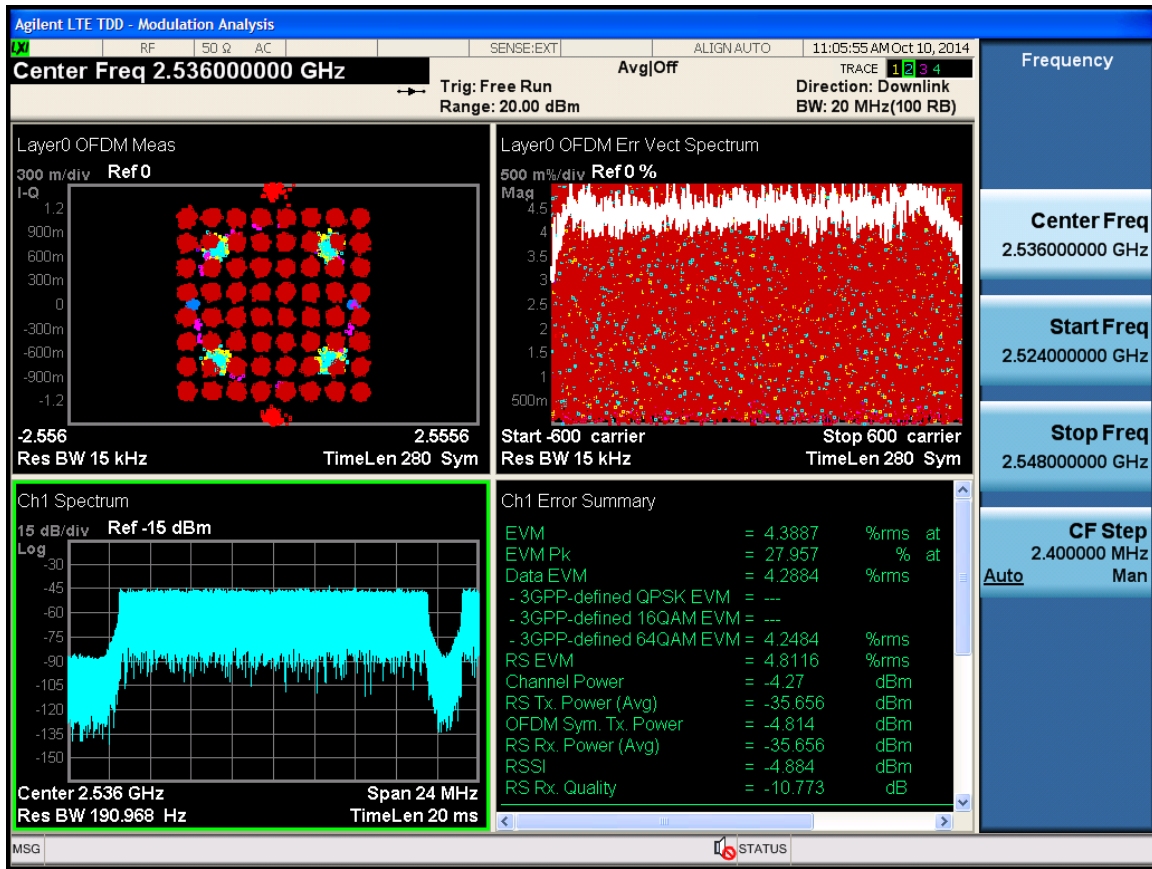 Agilent LTE TDD - Modulation Analysis
LXI RF 50 Ω AC SENSE:EXT ALIGN AUTO 11:05:55 AM Oct 10, 2014
Center Freq 2.536000000 GHz
Avg|Off
Trig: Free Run
Range: 20.00 dBm
TRACE 1 2 3 4
Direction: Downlink
BW: 20 MHz(100 RB)
Layer0 OFDM Meas
300 m/div Ref 0
I-Q
1.2
900m
600m
300m
0
-300m
-600m
-900m
-1.2
-2.556 2.5556
Res BW 15 kHz TimeLen 280 Sym
Layer0 OFDM Err Vect Spectrum
500 m%/div Ref 0 %
Mag
4.5
4
3.5
3
2.5
2
1.5
1
500m
Start -600 carrier Stop 600 carrier
Res BW 15 kHz TimeLen 280 Sym
Ch1 Spectrum
15 dB/div Ref -15 dBm
Log
-30
-45
-60
-75
-90
-105
-120
-135
-150
Center 2.536 GHz Span 24 MHz
Res BW 190.968 Hz TimeLen 20 ms
Ch1 Error Summary
EVM = 4.3887 %rms at
EVM Pk = 27.957 % at
Data EVM = 4.2884 %rms
- 3GPP-defined QPSK EVM = ---
- 3GPP-defined 16QAM EVM = ---
- 3GPP-defined 64QAM EVM = 4.2484 %rms
RS EVM = 4.8116 %rms
Channel Power = -4.27 dBm
RS Tx. Power (Avg) = -35.656 dBm
OFDM Sym. Tx. Power = -4.814 dBm
RS Rx. Power (Avg) = -35.656 dBm
RSSI = -4.884 dBm
RS Rx. Quality = -10.773 dB
Frequency
Center Freq
2.536000000 GHz
Start Freq
2.524000000 GHz
Stop Freq
2.548000000 GHz
CF Step
2.400000 MHz
Auto Man
MSG STATUS